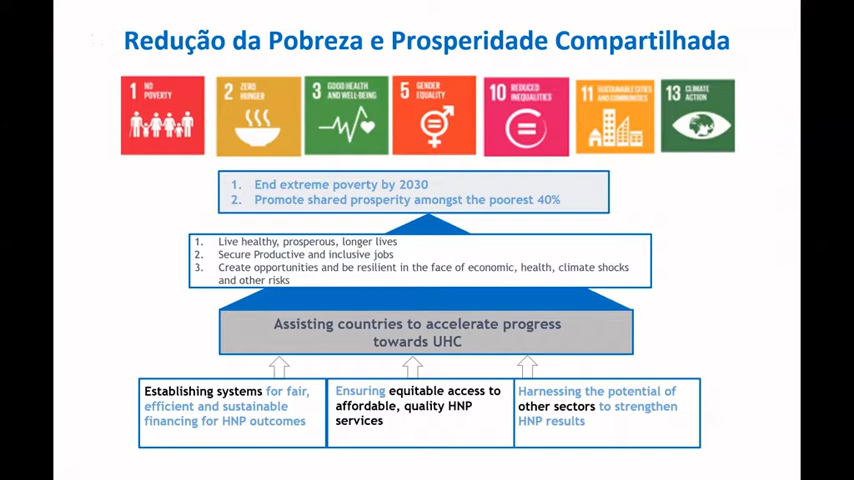 Redução da Pobreza e Prosperidade Compartilhada
1 NO POVERTY
2 ZERO HUNGER
3 GOOD HEALTH AND WELL-BEING
5 GENDER EQUALITY
10 REDUCED INEQUALITIES
11 SUSTAINABLE CITIES AND COMMUNITIES
13 CLIMATE ACTION
1. End extreme poverty by 2030
2. Promote shared prosperity amongst the poorest 40%
1. Live healthy, prosperous, longer lives
2. Secure Productive and inclusive jobs
3. Create opportunities and be resilient in the face of economic, health, climate shocks
and other risks
Assisting countries to accelerate progress
towards UHC
Establishing systems for fair,
efficient and sustainable
financing for HNP outcomes
Ensuring equitable access to
affordable, quality HNP
services
Harnessing the potential of
other sectors to strengthen
HNP results